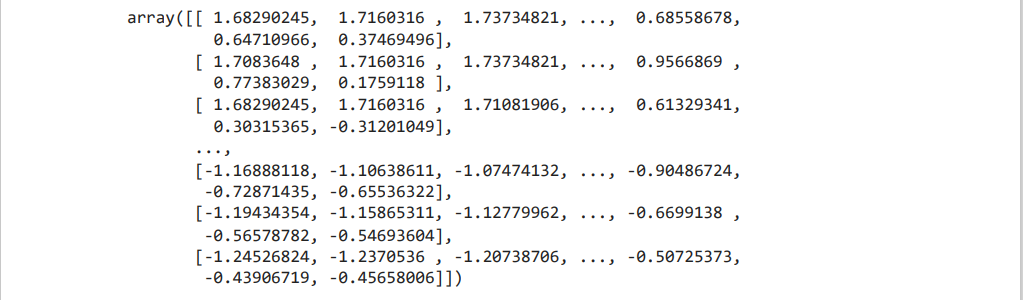 array([[ 1.68290245,  1.7160316 ,  1.73734821, ...,  0.68558678,
         0.64710966,  0.37469496],
       [ 1.7083648 ,  1.7160316 ,  1.73734821, ...,  0.9566869 ,
         0.77383029,  0.1759118 ],
       [ 1.68290245,  1.7160316 ,  1.71081906, ...,  0.61329341,
         0.30315365, -0.31201049],
       ...,
       [-1.16888118, -1.10638611, -1.07474132, ..., -0.90486724,
        -0.72871435, -0.65536322],
       [-1.19434354, -1.15865311, -1.12779962, ..., -0.6699138 ,
        -0.56578782, -0.54693604],
       [-1.24526824, -1.2370536 , -1.20738706, ..., -0.50725373,
        -0.43906719, -0.45658006]])